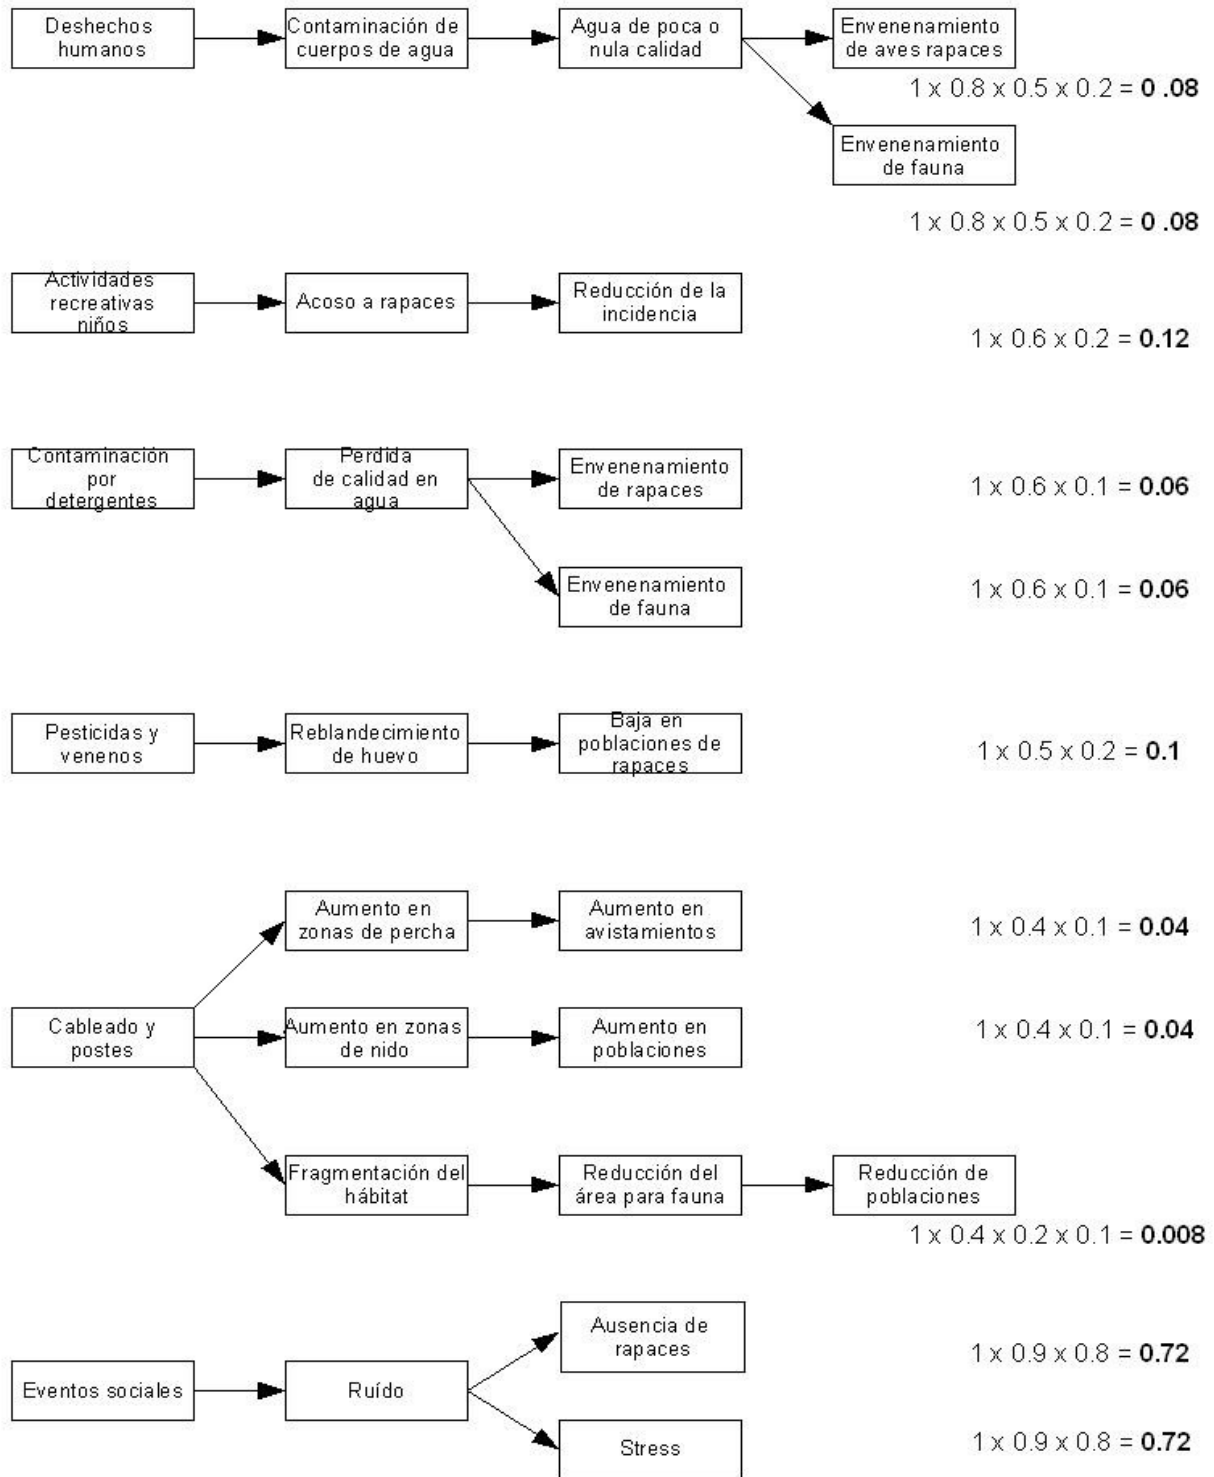 Deshechos
humanos
Contaminación de
cuerpos de agua
Agua de poca o
nula calidad
Envenenamiento
de aves rapaces
1 x 0.8 x 0.5 x 0.2 = 0 .08
Envenenamiento
de fauna
1 x 0.8 x 0.5 x 0.2 = 0 .08
Actividades
recreativas
niños
Acoso a rapaces
Reducción de la
incidencia
1 x 0.6 x 0.2 = 0.12
Contaminación
por
detergentes
Perdida
de calidad en
agua
Envenenamiento
de rapaces
1 x 0.6 x 0.1 = 0.06
Envenenamiento
de fauna
1 x 0.6 x 0.1 = 0.06
Pesticidas y
venenos
Reblandecimiento
de huevo
Baja en
poblaciones de
rapaces
1 x 0.5 x 0.2 = 0.1
Aumento en
zonas de percha
Aumento en
avistamientos
1 x 0.4 x 0.1 = 0.04
Cableado y
postes
Aumento en zonas
de nido
Aumento en
poblaciones
1 x 0.4 x 0.1 = 0.04
Fragmentación del
hábitat
Reducción del
área para fauna
Reducción de
poblaciones
1 x 0.4 x 0.2 x 0.1 = 0.008
Eventos sociales
Ruído
Ausencia de
rapaces
1 x 0.9 x 0.8 = 0.72
Stress
1 x 0.9 x 0.8 = 0.72